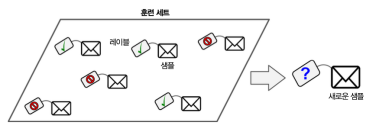 훈련 세트
레이블
샘플
?
새로운 샘플